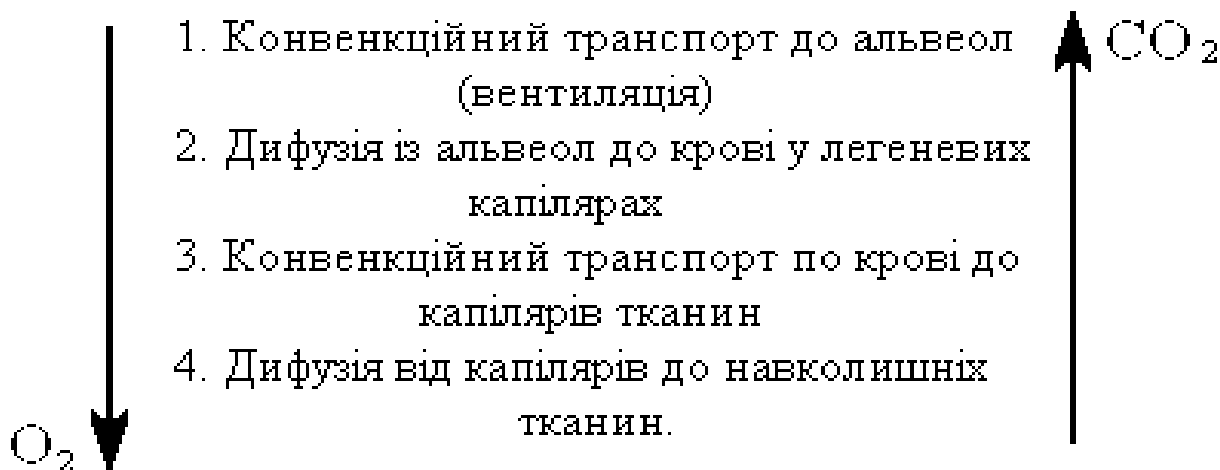 1. Конвенкційний транспорт до альвеол
(вентиляція)
2. Дифузія із альвеол до крові у легеневих
капілярах
3. Конвенкційний транспорт по крові до
капілярів тканин
4. Дифузія від капілярів до навколишніх
тканин.
CO₂
O₂